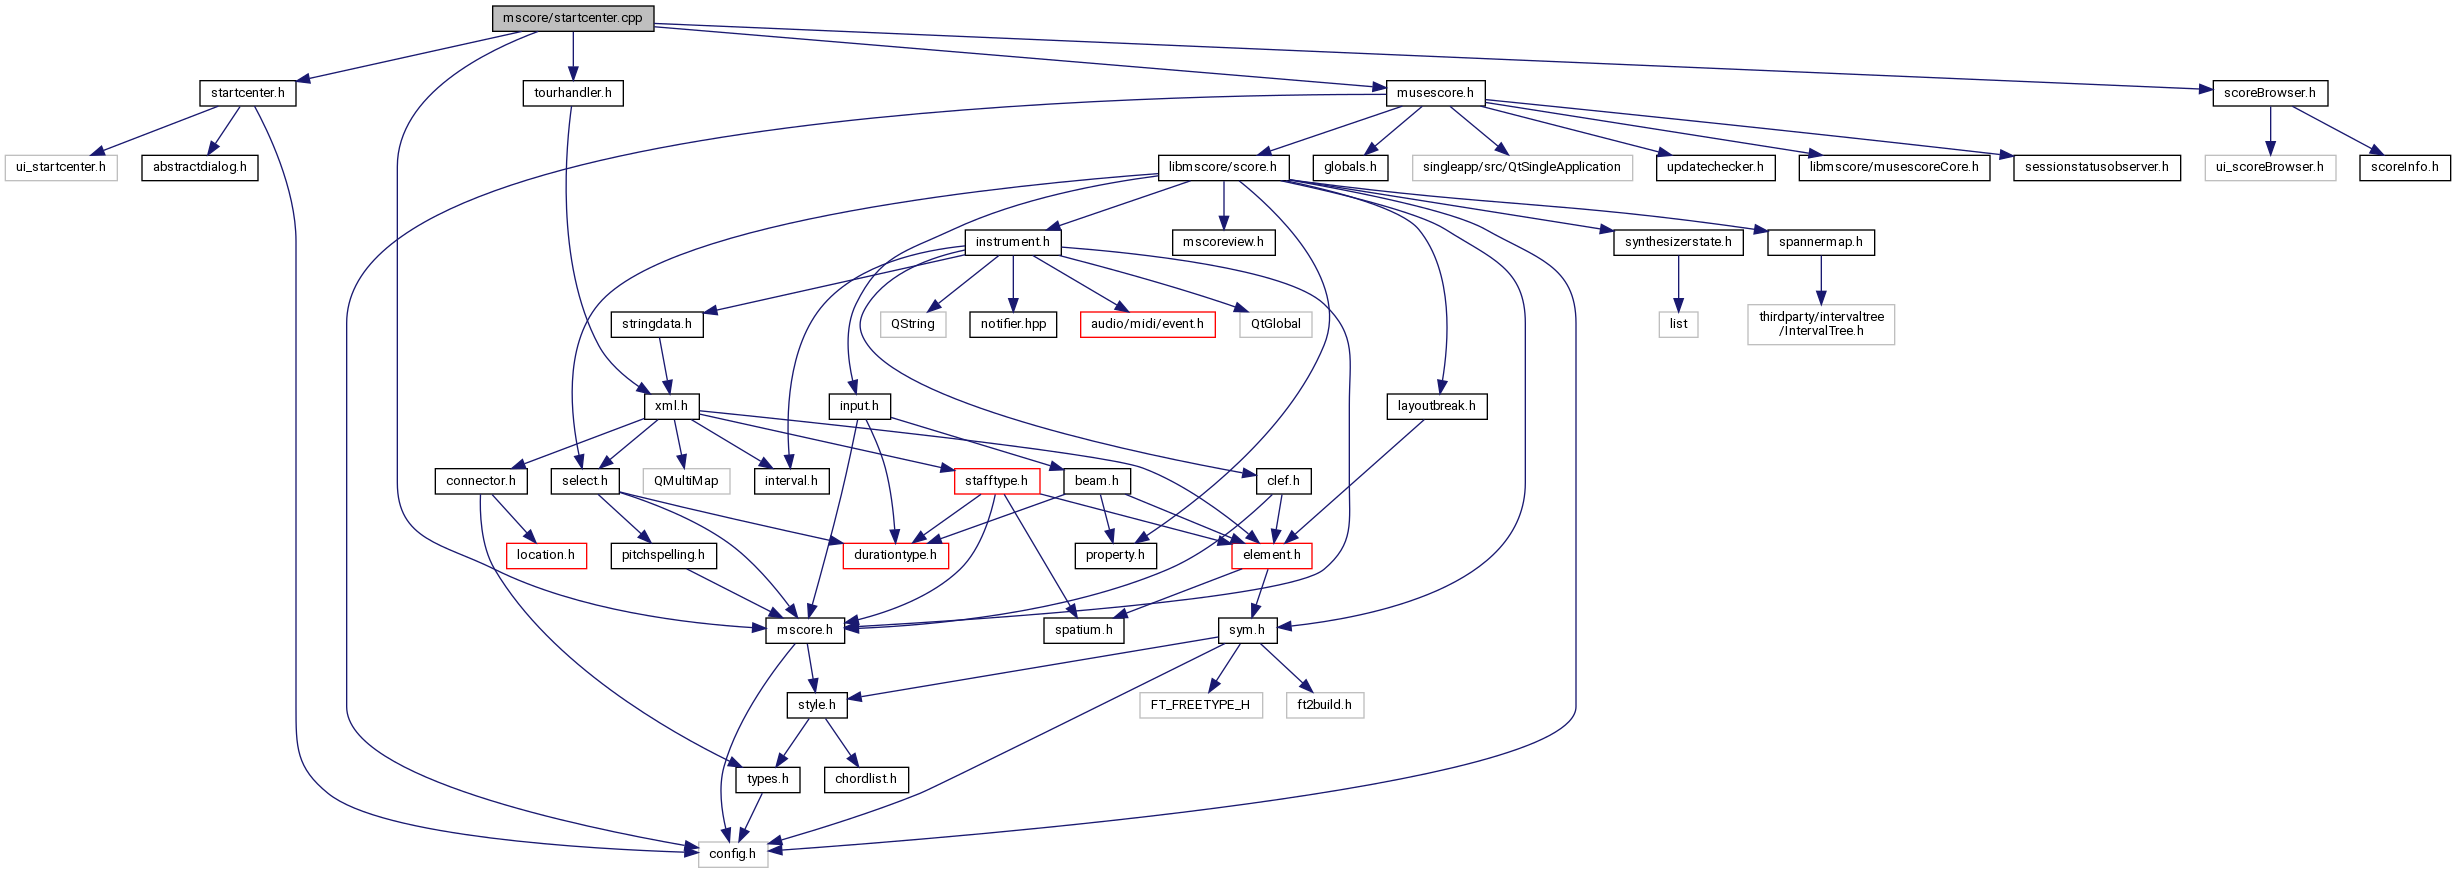 mscore/startcenter.cpp
startcenter.h
tourhandler.h
musescore.h
scoreBrowser.h
ui_startcenter.h
abstractdialog.h
libmscore/score.h
globals.h
singleapp/src/QtSingleApplication
updatechecker.h
libmscore/musescoreCore.h
sessionstatusobserver.h
ui_scoreBrowser.h
scoreInfo.h
instrument.h
mscoreview.h
synthesizerstate.h
spannermap.h
stringdata.h
QString
notifier.hpp
audio/midi/event.h
QtGlobal
list
thirdparty/intervaltree
/IntervalTree.h
xml.h
input.h
layoutbreak.h
connector.h
select.h
QMultiMap
interval.h
stafftype.h
beam.h
clef.h
location.h
pitchspelling.h
durationtype.h
property.h
element.h
mscore.h
spatium.h
sym.h
style.h
FT_FREETYPE_H
ft2build.h
types.h
chordlist.h
config.h